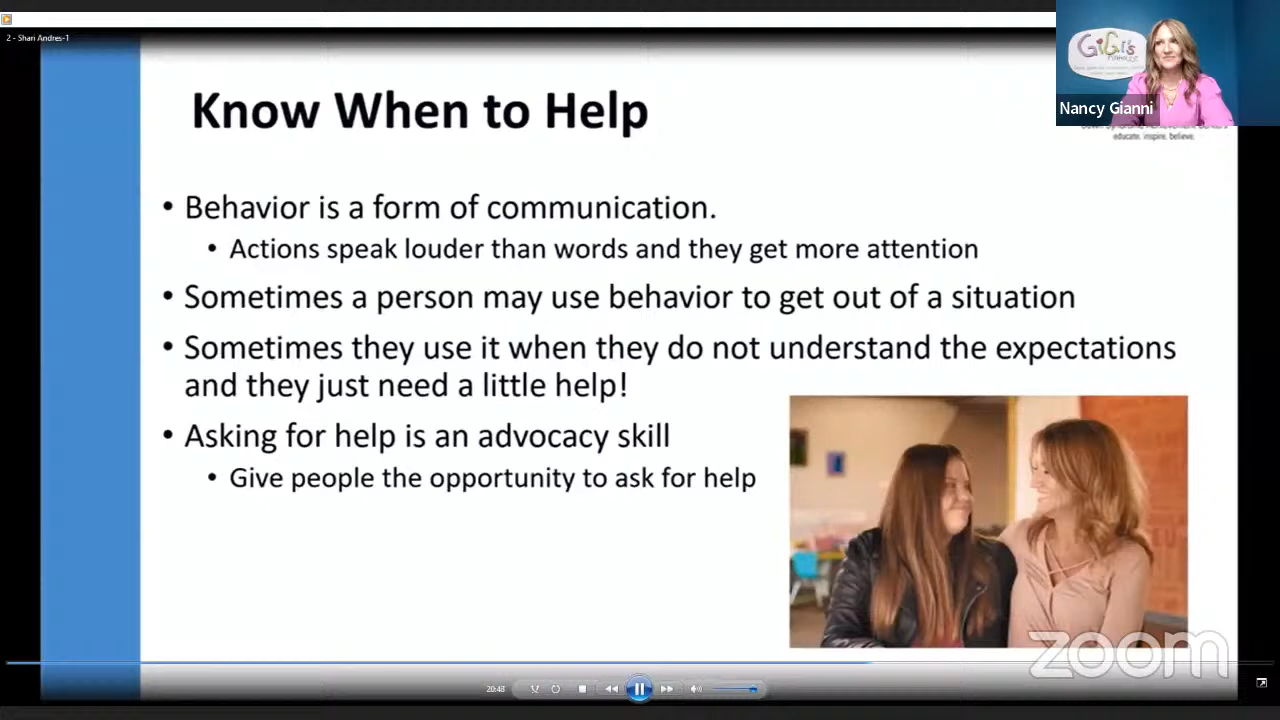 2 - Shari Andres-1
GiGi's
PLAYHOUSE
Nancy Gianni
educate. inspire. believe.
Know When to Help
• Behavior is a form of communication.
• Actions speak louder than words and they get more attention
• Sometimes a person may use behavior to get out of a situation
• Sometimes they use it when they do not understand the expectations
and they just need a little help!
• Asking for help is an advocacy skill
• Give people the opportunity to ask for help
zoom
20:48